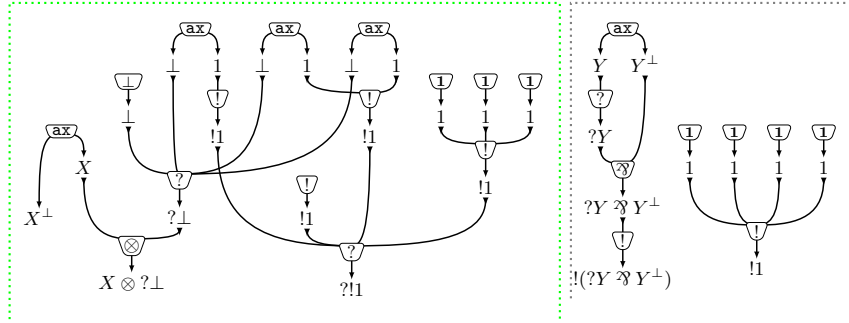 ax ax ax ax
⊥ 1 ⊥ 1 ⊥ 1 Y Y⊥
⊥ ! ! 1 1 1 ?
⊥ 1 1 1
ax !1 !1 ! ?Y 1 1 1 1
X ? ! !1 ⅋ 1 1 1 1
X⊥ ?⊥ !1 ?Y ⅋ Y⊥
⊗ ? ! !
X ⊗ ?⊥ ?!1 !(?Y ⅋ Y⊥) !1